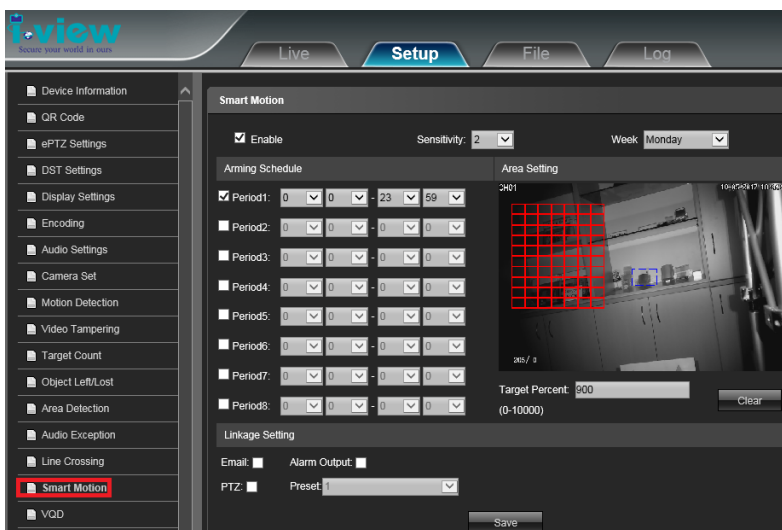 i-view
Secure your world in ours
Live Setup File Log
Device Information
QR Code
ePTZ Settings
DST Settings
Display Settings
Encoding
Audio Settings
Camera Set
Motion Detection
Video Tampering
Target Count
Object Left/Lost
Area Detection
Audio Exception
Line Crossing
Smart Motion
VQD
Smart Motion
Enable Sensitivity: 2 Week Monday
Arming Schedule Area Setting
Period1: 0 0 - 23 59
Period2: 0 0 - 0 0
Period3: 0 0 - 0 0
Period4: 0 0 - 0 0
Period5: 0 0 - 0 0
Period6: 0 0 - 0 0
Period7: 0 0 - 0 0
Period8: 0 0 - 0 0
CH01
205/ 0
Target Percent: 900
(0-10000) Clear
Linkage Setting
Email: Alarm Output:
PTZ: Preset: 1
Save